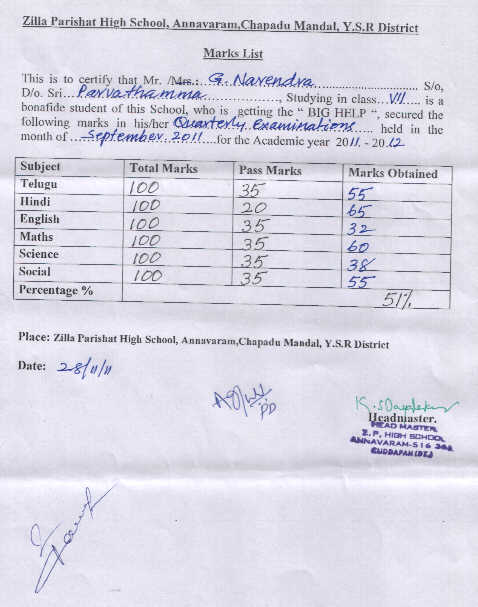 Zilla Parishat High School, Annavaram,Chapadu Mandal, Y.S.R District
Marks List
This is to certify that Mr. /Mrs.: G. Narendra S/o,
D/o. Sri...Parvathamma..., Studying in class...VII... is a
bonafide student of this School, who is getting the " BIG HELP ", secured the
following marks in his/her Quarterly Examinations.... held in the
month of ...September 2011...for the Academic year 2011. - 2012
Subject Total Marks Pass Marks Marks Obtained
Telugu 100 35 55
Hindi 100 20 65
English 100 35 32
Maths 100 35 60
Science 100 35 38
Social 100 35 55
Percentage % 51%
Place: Zilla Parishat High School, Annavaram,Chapadu Mandal, Y.S.R District
Date: 28/11/11
Headmaster.
HEAD MASTER
Z.P. HIGH SCHOOL
ANNAVARAM-516
CUDDAPAH(Dt)